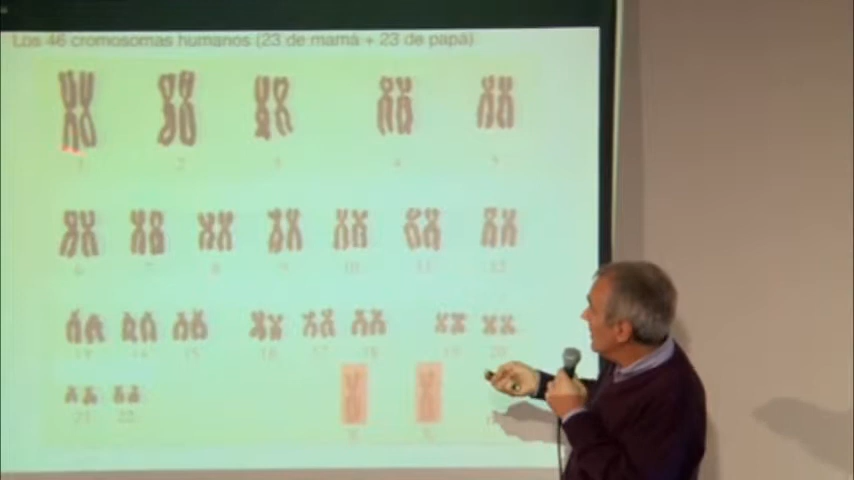 Los 46 cromosomas humanos (23 de mamá + 23 de papá)
1 2 3 4 5
6 7 8 9 10 11 12
13 14 15 16 17 18 19 20
21 22